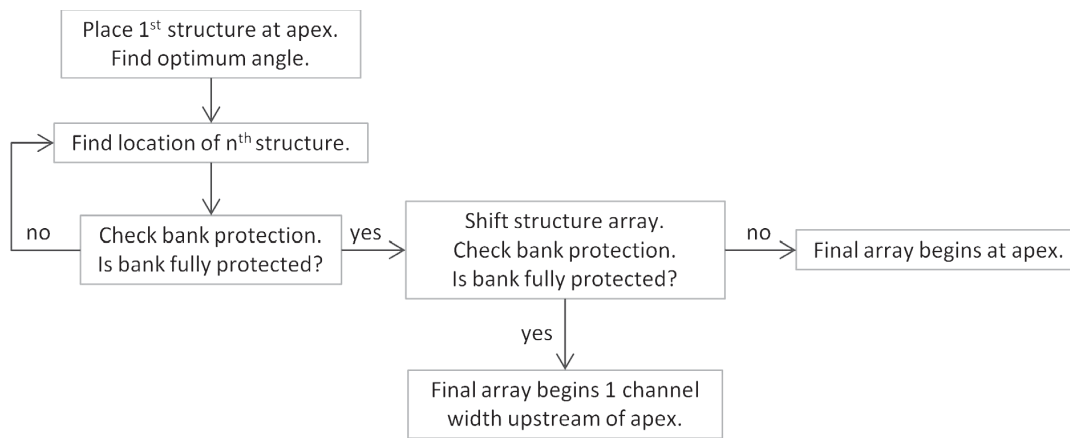 Place 1st structure at apex.
Find optimum angle.
Find location of nth structure.
no
Check bank protection.
Is bank fully protected?
yes
Shift structure array.
Check bank protection.
Is bank fully protected?
no
Final array begins at apex.
yes
Final array begins 1 channel
width upstream of apex.